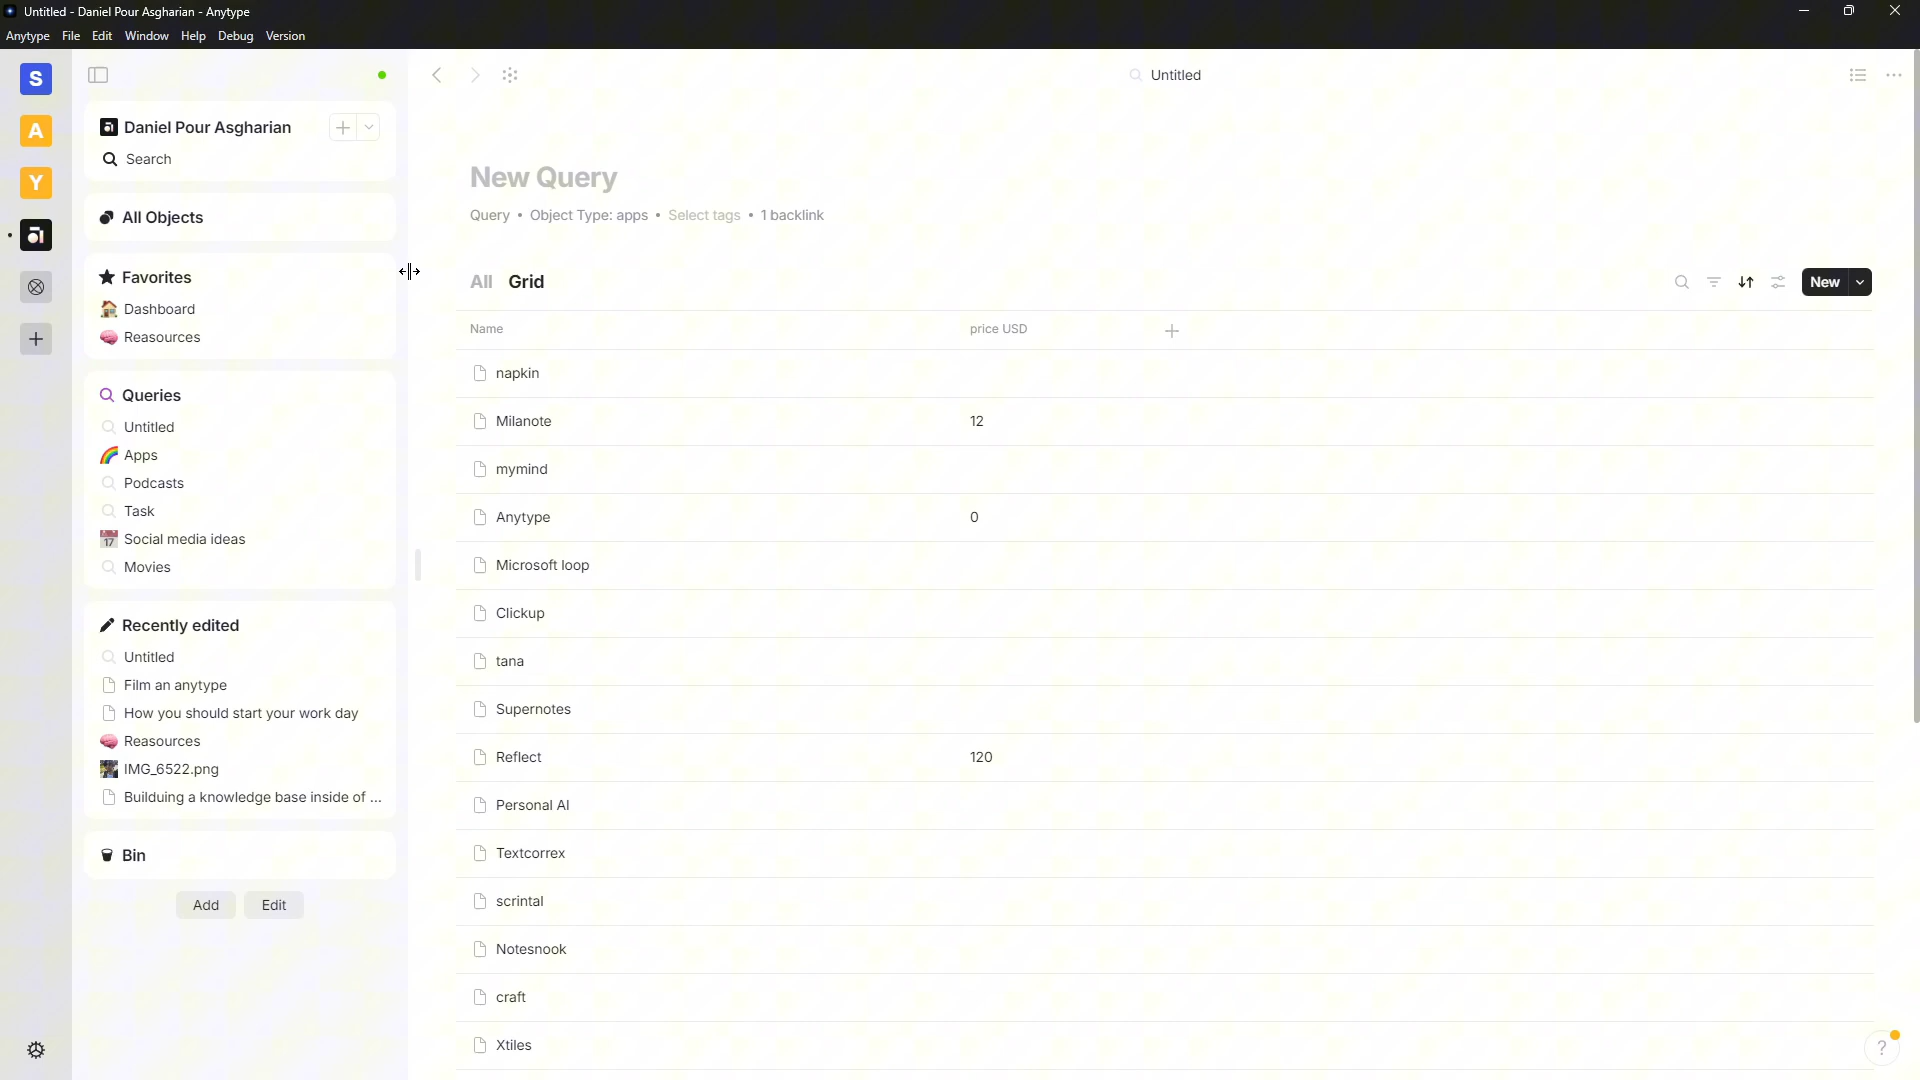 Untitled - Daniel Pour Asgharian - Anytype
Anytype File Edit Window Help Debug Version
S
A
Y
Daniel Pour Asgharian
Search
All Objects
Favorites
Dashboard
Reasources
Queries
Untitled
Apps
Podcasts
Task
17 Social media ideas
Movies
Recently edited
Untitled
Film an anytype
How you should start your work day
Reasources
IMG_6522.png
Builduing a knowledge base inside of ...
Bin
Add Edit
Untitled
New Query
Query • Object Type: apps • Select tags • 1 backlink
All Grid
New
Name price USD
napkin
Milanote 12
mymind
Anytype 0
Microsoft loop
Clickup
tana
Supernotes
Reflect 120
Personal AI
Textcorrex
scrintal
Notesnook
craft
Xtiles
?